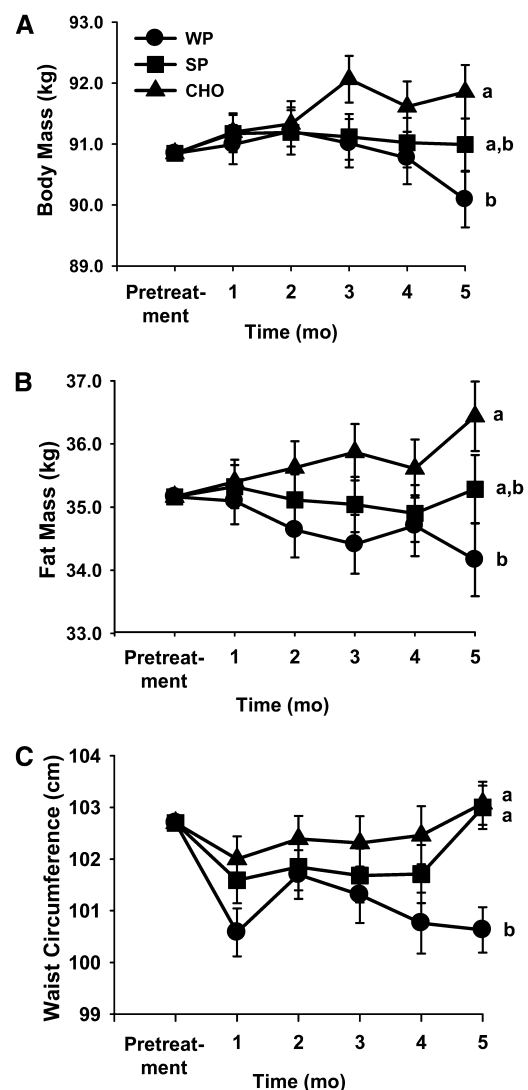 A
93.0
92.0
91.0
90.0
89.0
Body Mass (kg)
WP
SP
CHO
a
a,b
b
Pretreat-
ment
1 2 3 4 5
Time (mo)
B
37.0
36.0
35.0
34.0
33.0
Fat Mass (kg)
a
a,b
b
Pretreat-
ment
1 2 3 4 5
Time (mo)
C
104
103
102
101
100
99
Waist Circumference (cm)
a
a
b
Pretreat-
ment
1 2 3 4 5
Time (mo)